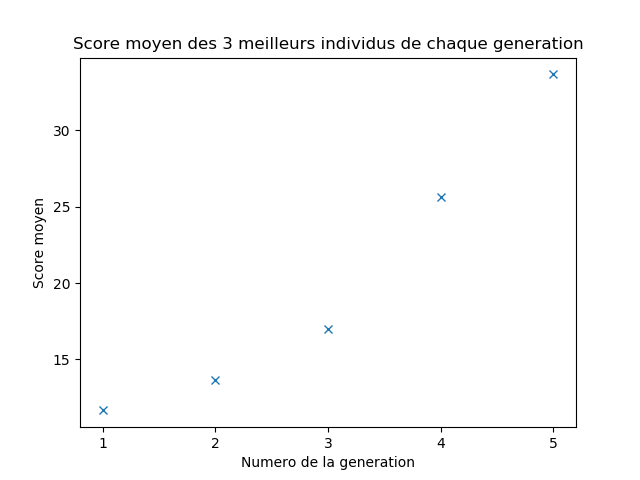 Score moyen des 3 meilleurs individus de chaque generation
30
25
20
15
Score moyen
1 2 3 4 5
Numero de la generation